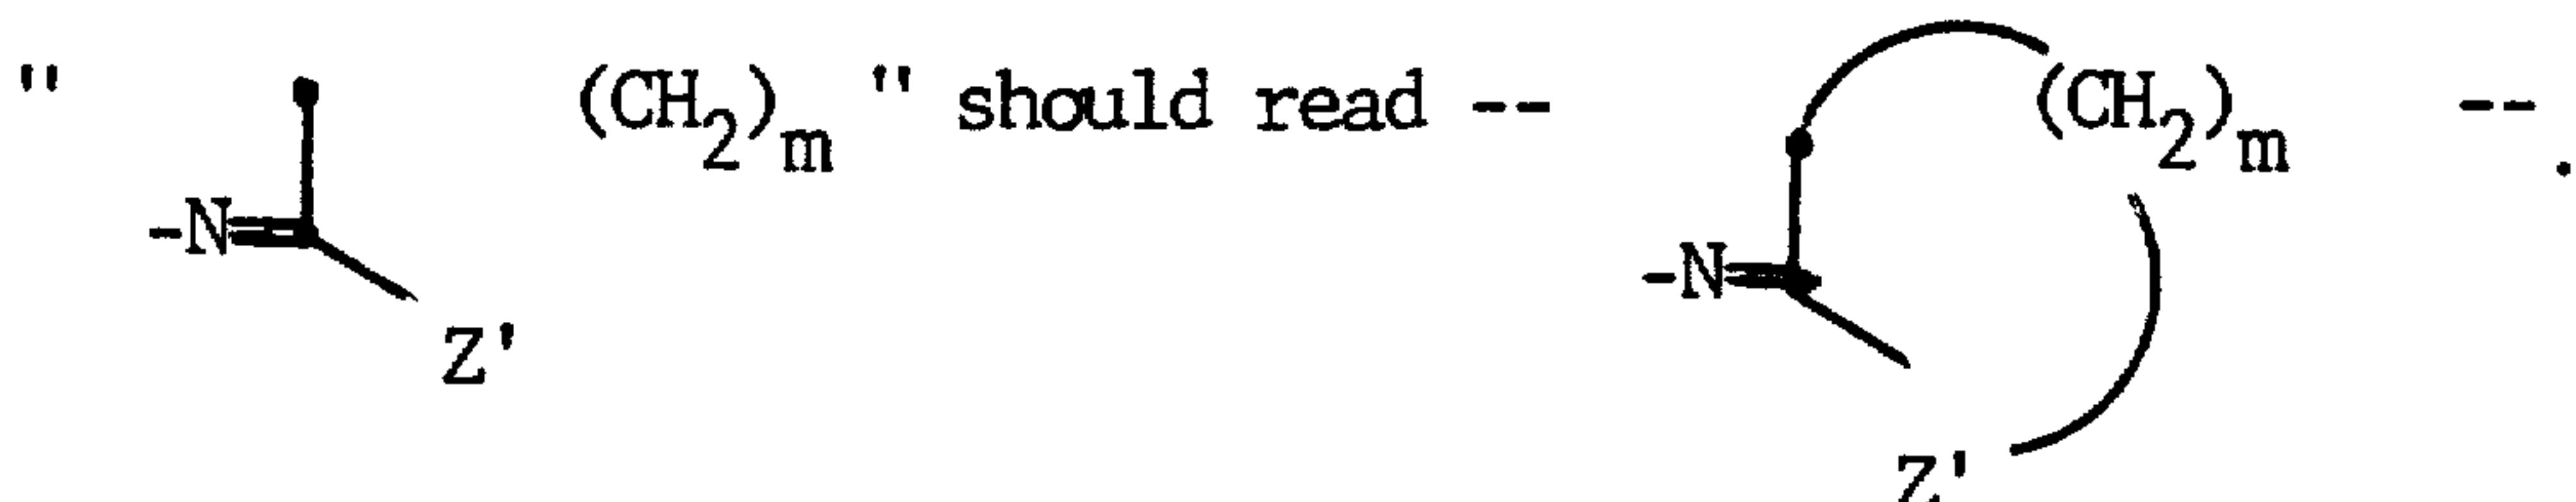 " (CH2)m " should read -- (CH2)m --.
-N= -N=
Z' Z'